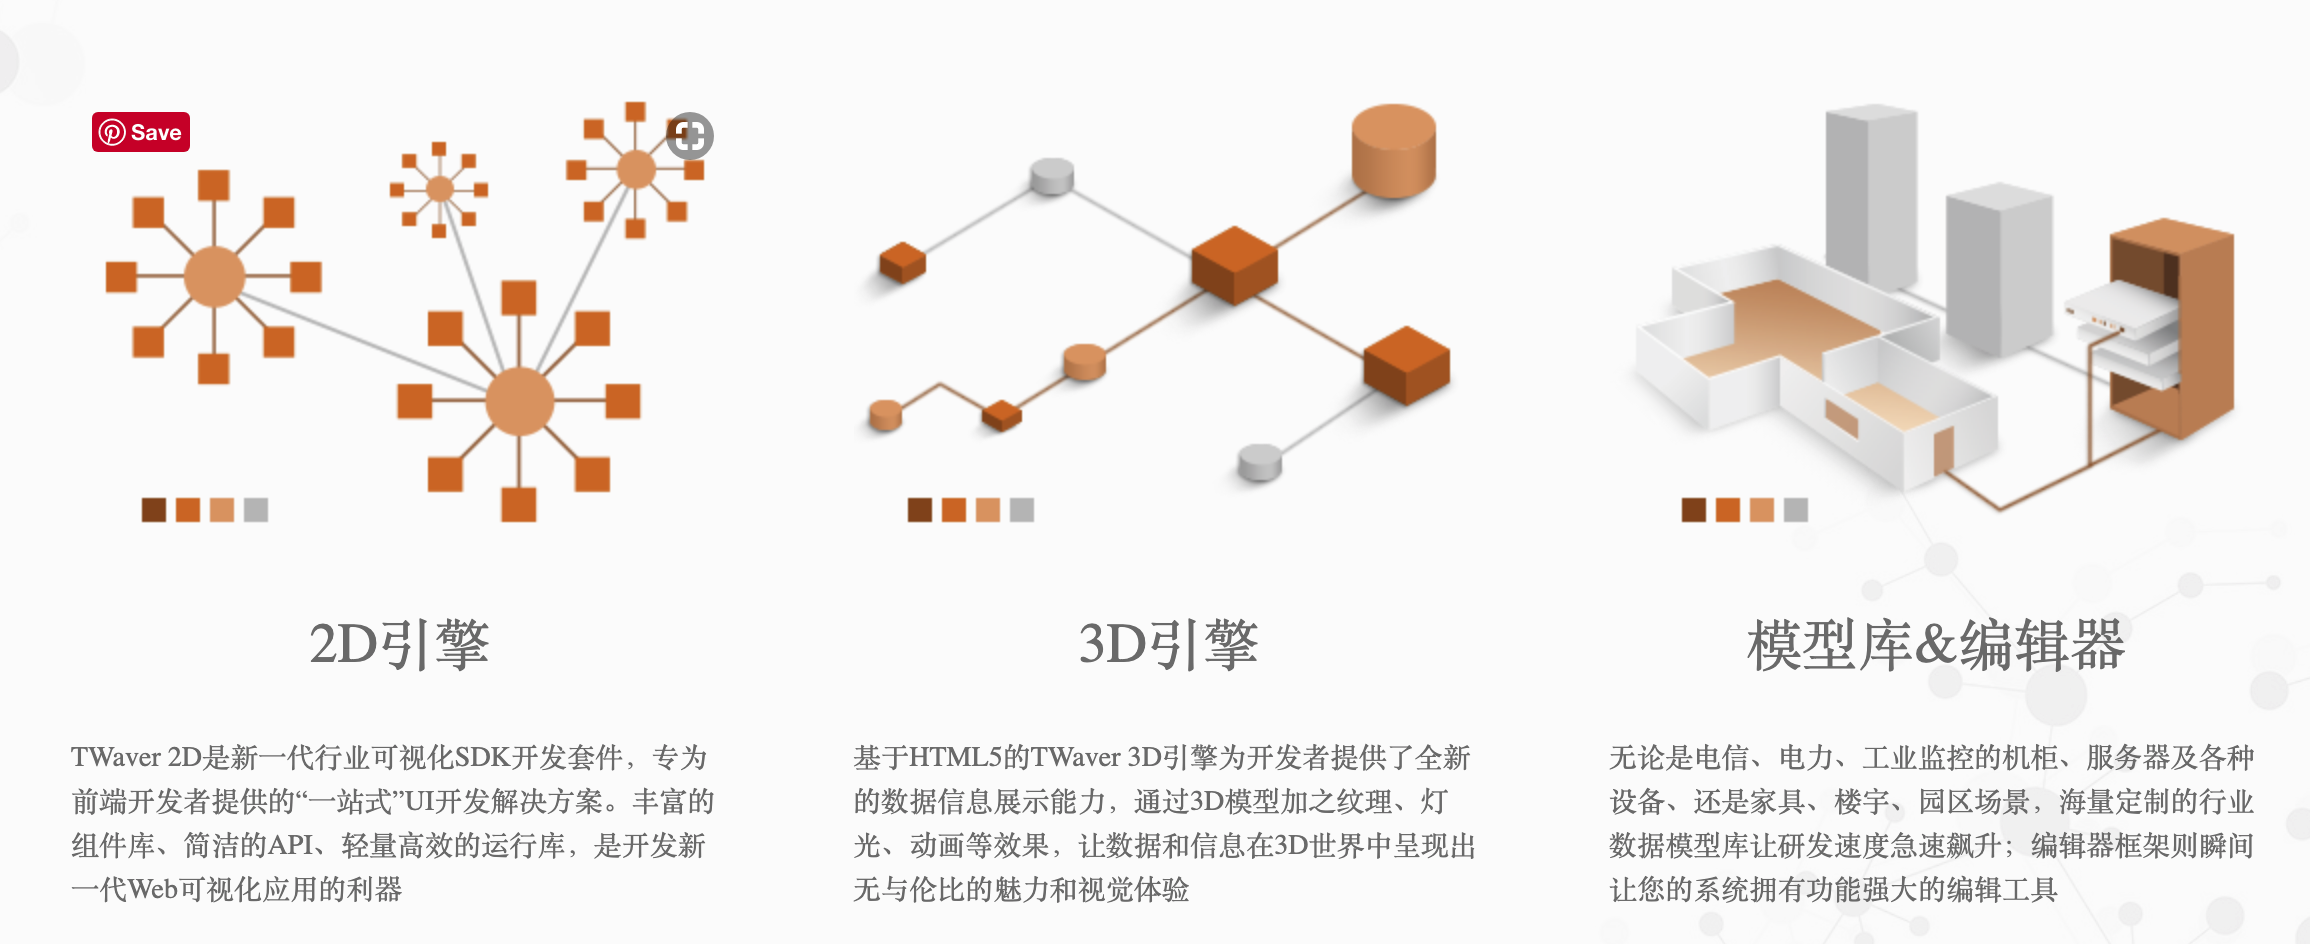 Save
2D引擎
TWaver 2D是新一代行业可视化SDK开发套件，专为
前端开发者提供的“一站式”UI开发解决方案。丰富的
组件库、简洁的API、轻量高效的运行库，是开发新
一代Web可视化应用的利器
3D引擎
基于HTML5的TWaver 3D引擎为开发者提供了全新
的数据信息展示能力，通过3D模型加之纹理、灯
光、动画等效果，让数据和信息在3D世界中呈现出
无与伦比的魅力和视觉体验
模型库&编辑器
无论是电信、电力、工业监控的机柜、服务器及各种
设备、还是家具、楼宇、园区场景，海量定制的行业
数据模型库让研发速度急速飙升；编辑器框架则瞬间
让您的系统拥有功能强大的编辑工具